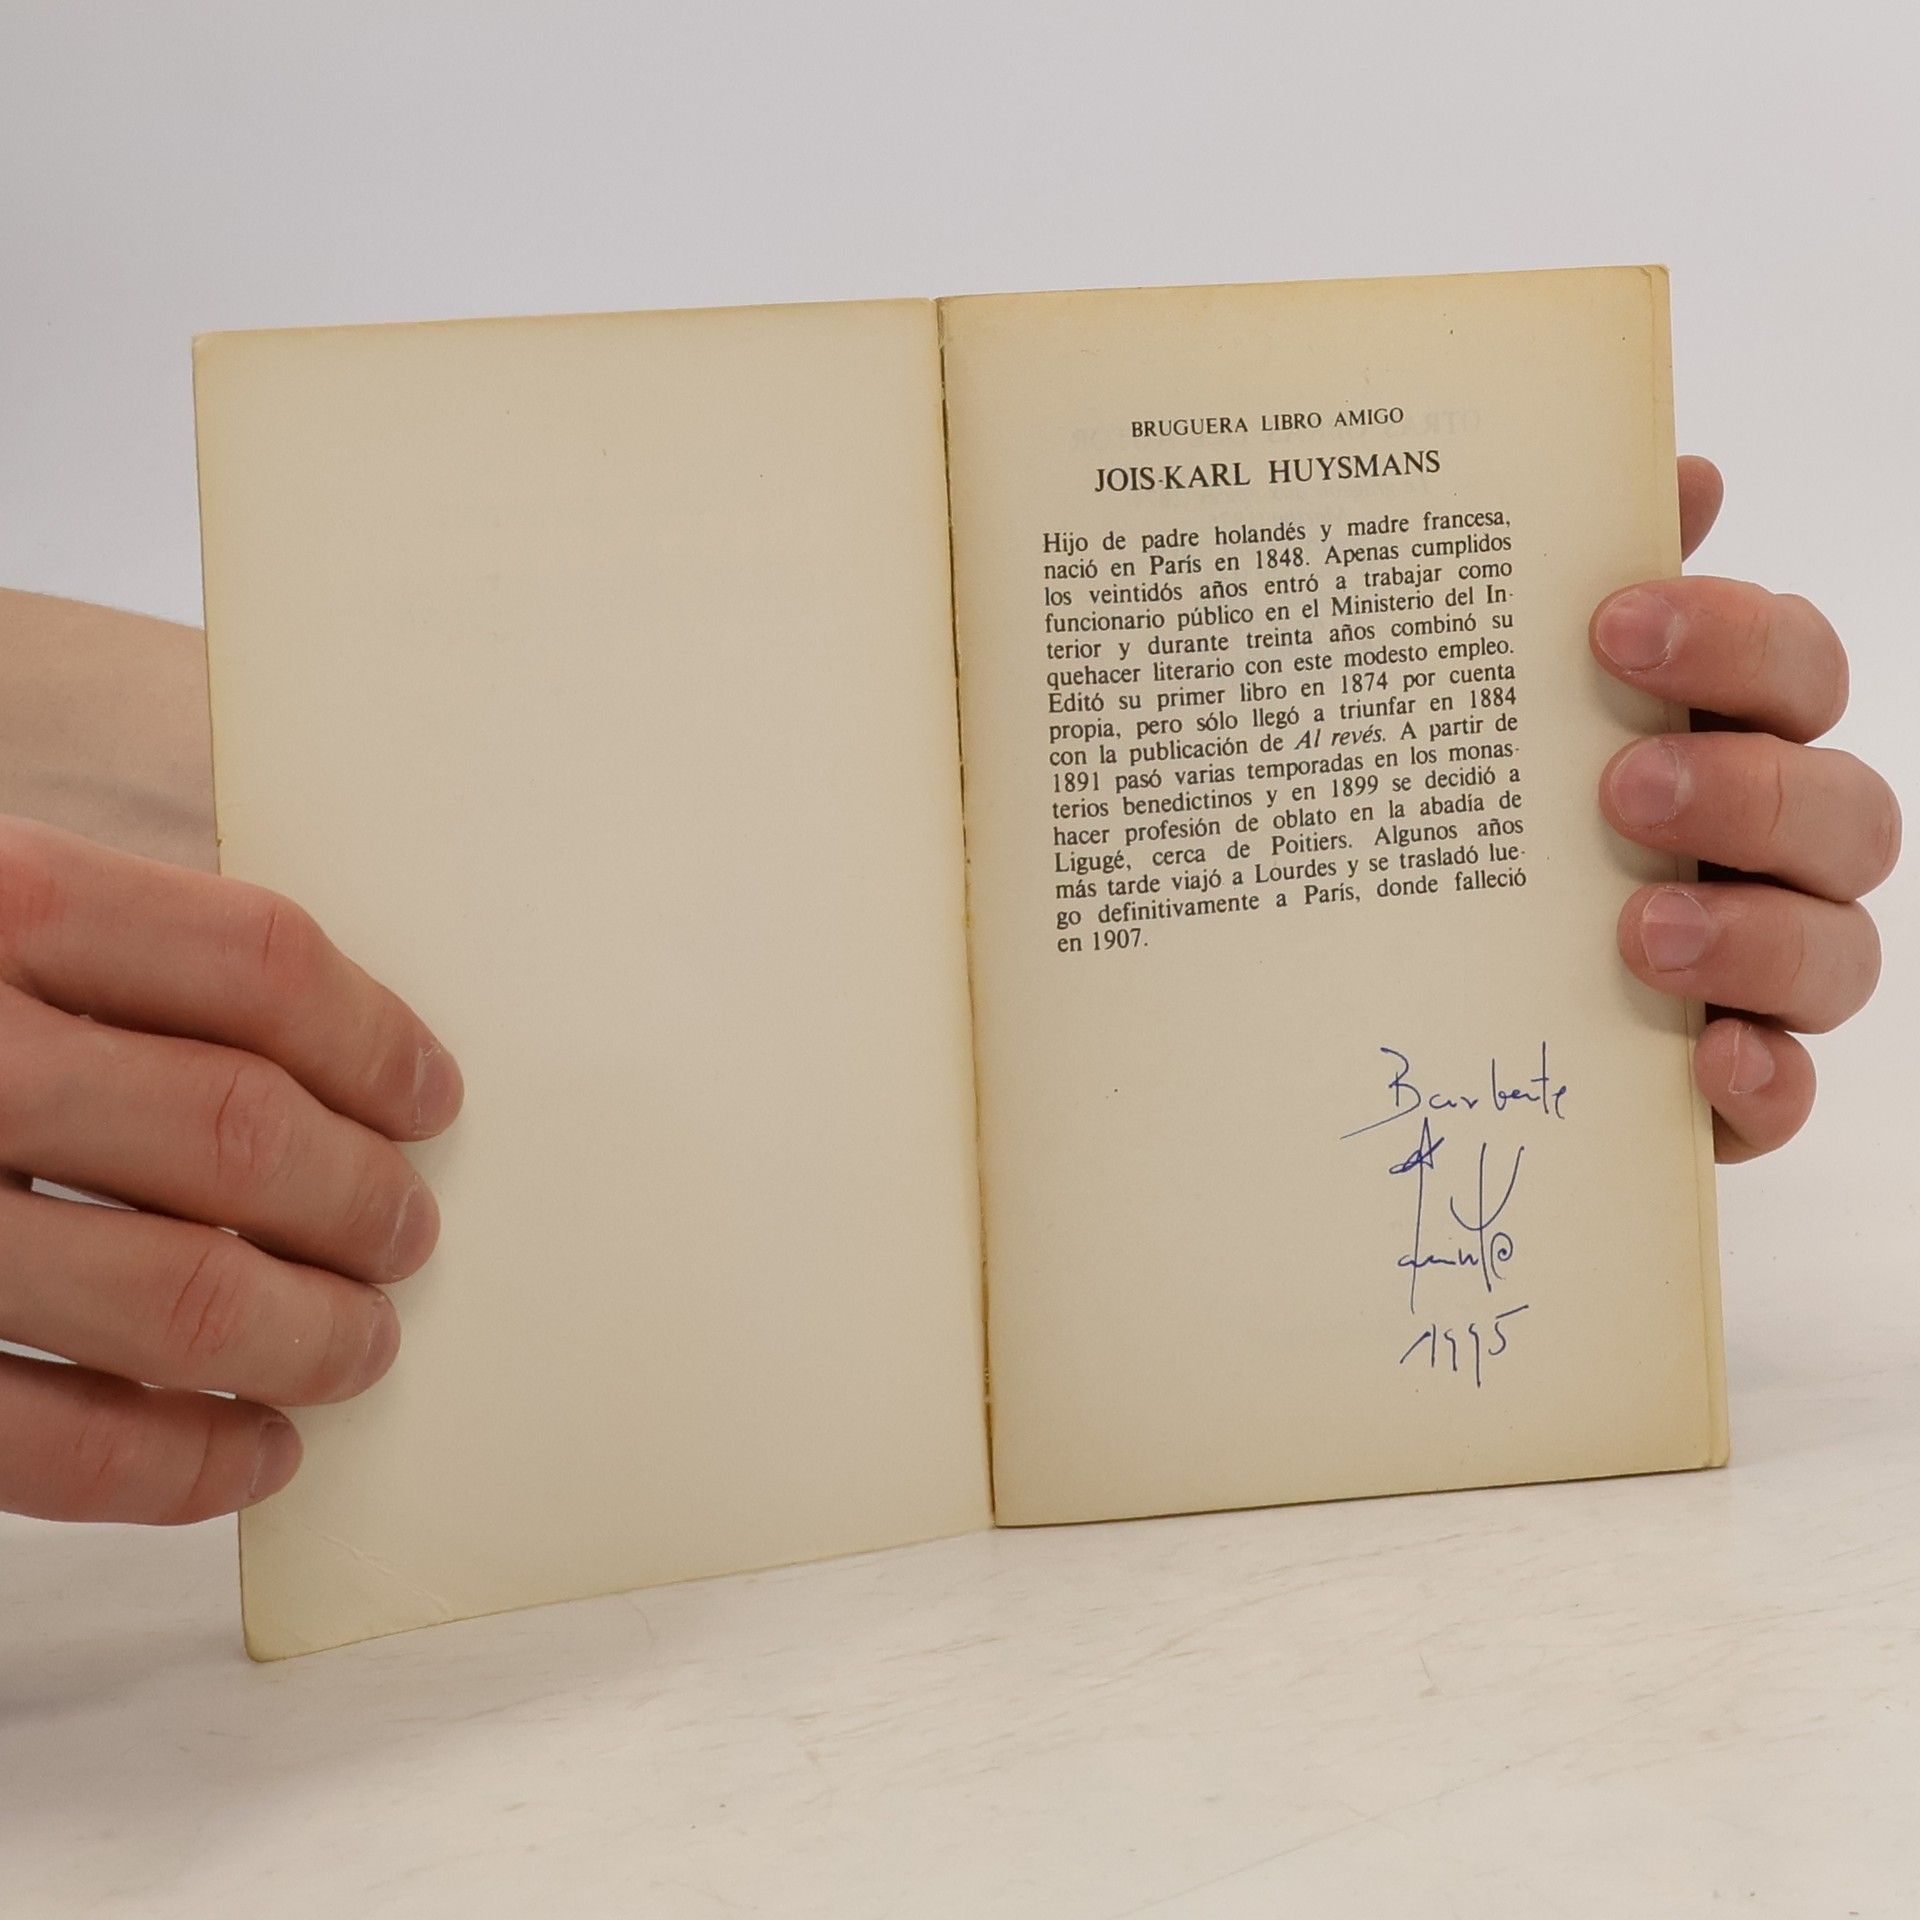 BRUGUERA LIBRO AMIGO
JOIS-KARL HUYSMANS
Hijo de padre holandés y madre francesa,
nació en París en 1848. Apenas cumplidos
los veintidós años entró a trabajar como
funcionario público en el Ministerio del In-
terior y durante treinta años combinó su
quehacer literario con este modesto empleo.
Editó su primer libro en 1874 por cuenta
propia, pero sólo llegó a triunfar en 1884
con la publicación de Al revés. A partir de
1891 pasó varias temporadas en los monas-
terios benedictinos y en 1899 se decidió a
hacer profesión de oblato en la abadía de
Ligugé, cerca de Poitiers. Algunos años
más tarde viajó a Lourdes y se trasladó lue-
go definitivamente a París, donde falleció
en 1907.
1995